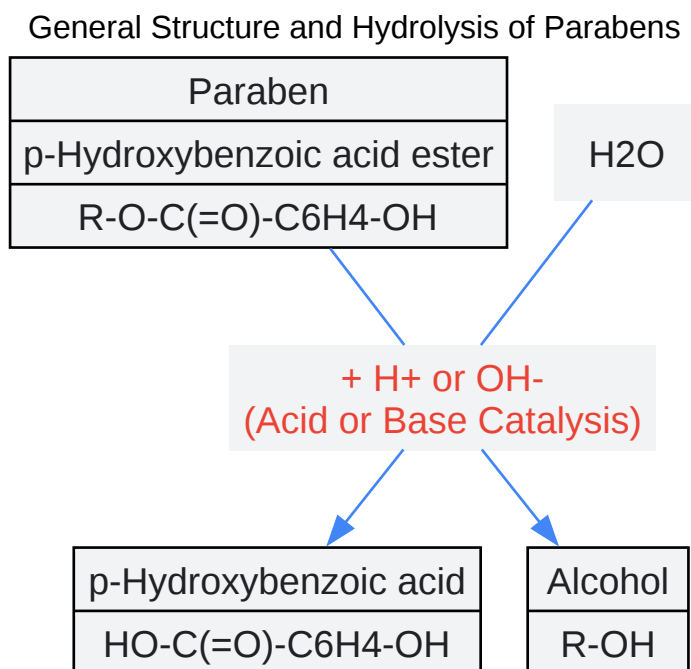 General Structure and Hydrolysis of Parabens
Paraben
p-Hydroxybenzoic acid ester
R-O-C(=O)-C6H4-OH
H2O
+ H+ or OH-
(Acid or Base Catalysis)
p-Hydroxybenzoic acid
HO-C(=O)-C6H4-OH
Alcohol
R-OH